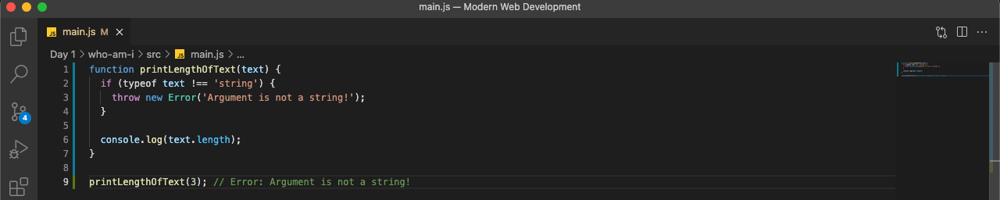 main.js — Modern Web Development
JS main.js M
Day 1 > who-am-i > src > JS main.js > ...
1 function printLengthOfText(text) {
2 if (typeof text !== 'string') {
3 throw new Error('Argument is not a string!');
4 }
5
6 console.log(text.length);
7 }
8
9 printLengthOfText(3); // Error: Argument is not a string!
4